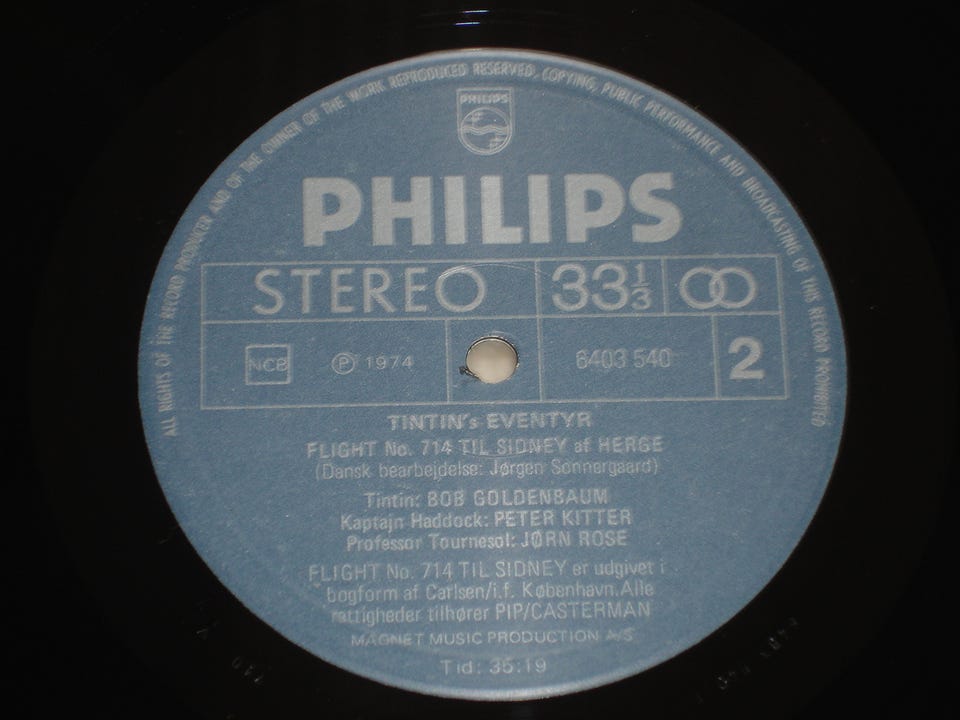 ALL RIGHTS OF THE RECORD PRODUCER AND OF THE OWNER OF THE WORK REPRODUCED RESERVED. COPYING, PUBLIC PERFORMANCE AND BROADCASTING OF THIS RECORD PROHIBITED
PHILIPS
PHILIPS
STEREO 33 1/3
NCB Ⓟ 1974 6403 540 2
TINTIN's EVENTYR
FLIGHT No. 714 TIL SIDNEY af HERGE
(Dansk bearbejdelse: Jørgen Sonnergaard)
Tintin: BOB GOLDENBAUM
Kaptajn Haddock: PETER KITTER
Professor Tournesol: JØRN ROSE
FLIGHT No. 714 TIL SIDNEY er udgivet i
bogform af Carlsen/i.f. København. Alle
rettigheder tilhører PIP/CASTERMAN
MAGNET MUSIC PRODUCTION A/S
Tid: 35:19